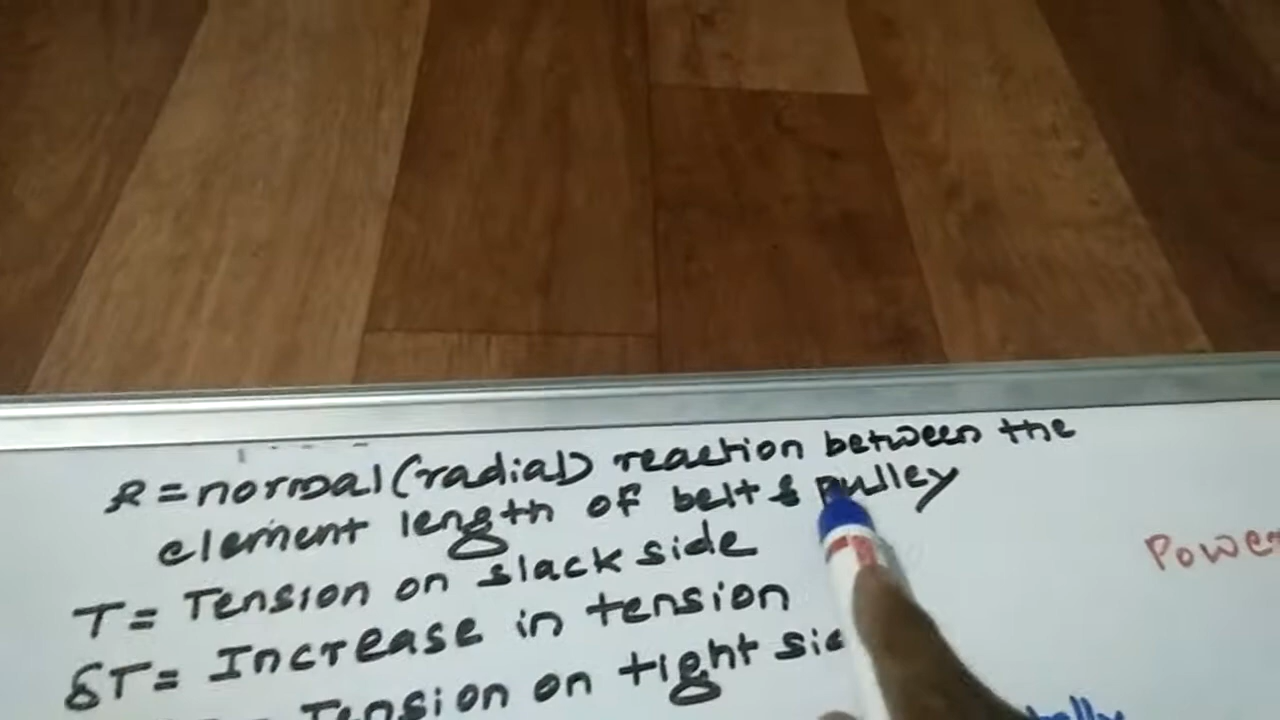 R = normal (radial) reaction between the
element length of belt & pulley
T = Tension on slack side
δT = Increase in tension
Tension on tight
Power